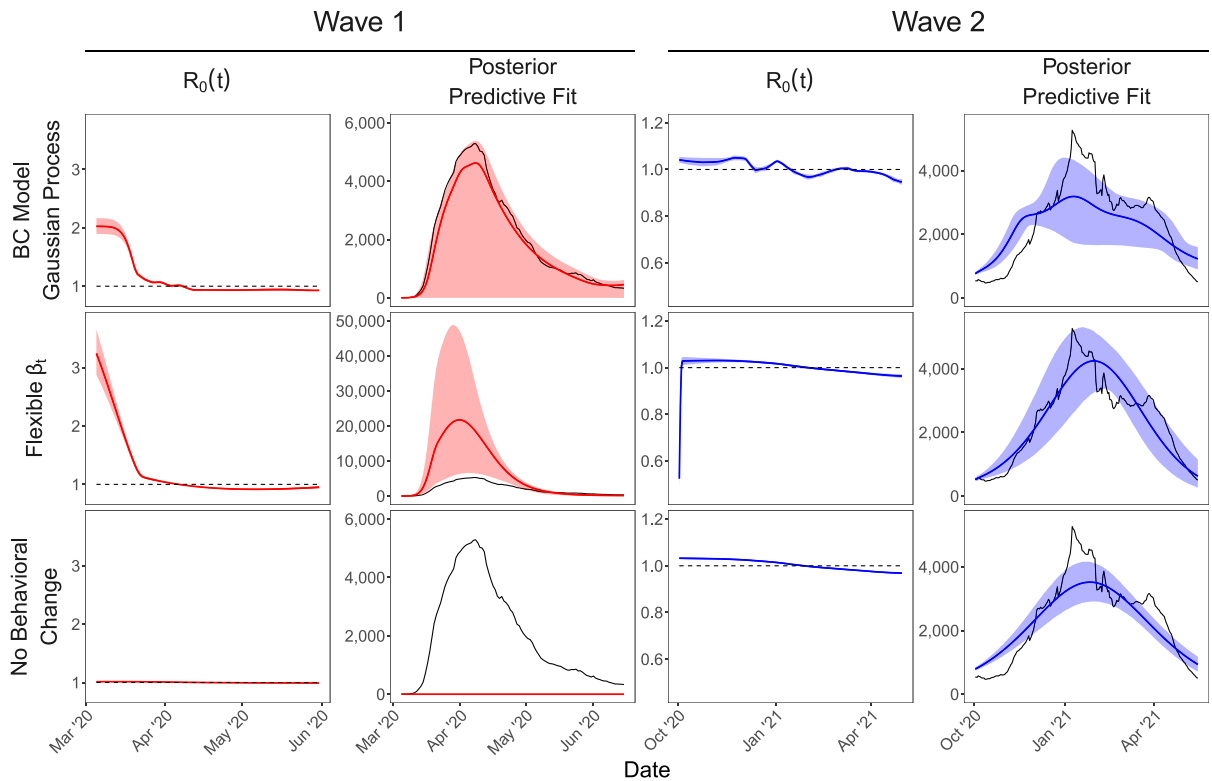 Wave 1
Wave 2
R₀(t)
Posterior
Predictive Fit
R₀(t)
Posterior
Predictive Fit
BC Model
Gaussian Process
3
2
1
6,000
4,000
2,000
0
1.2
1.0
0.8
0.6
4,000
2,000
0
Flexible βₜ
3
2
1
50,000
40,000
30,000
20,000
10,000
0
1.2
1.0
0.8
0.6
4,000
2,000
0
No Behavioral
Change
3
2
1
6,000
4,000
2,000
0
1.2
1.0
0.8
0.6
4,000
2,000
0
Mar '20
Apr '20
May '20
Jun '20
Mar '20
Apr '20
May '20
Jun '20
Oct '20
Jan '21
Apr '21
Oct '20
Jan '21
Apr '21
Date